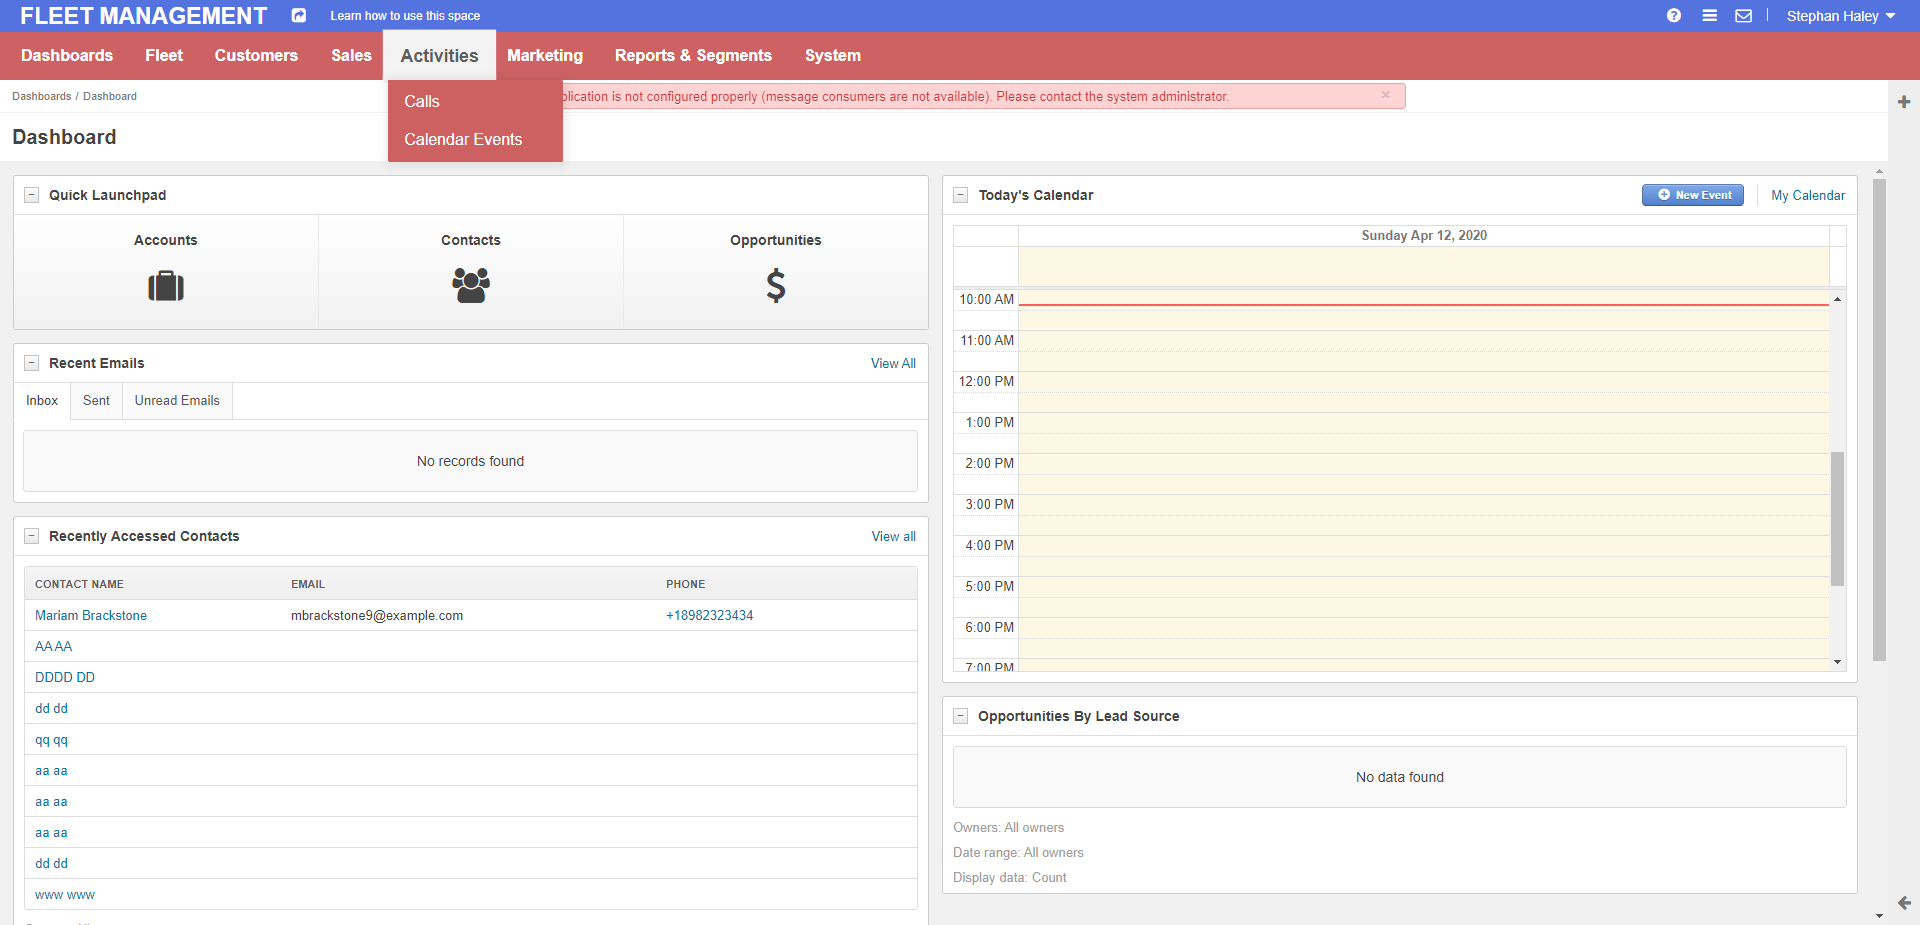 FLEET MANAGEMENT
Learn how to use this space
Stephan Haley
Dashboards
Fleet
Customers
Sales
Activities
Marketing
Reports & Segments
System
Calls
Calendar Events
Dashboards / Dashboard
is not configured properly (message consumers are not available). Please contact the system administrator.
×
Dashboard
Quick Launchpad
Accounts
Contacts
Opportunities
$
Recent Emails
View All
Inbox
Sent
Unread Emails
No records found
Recently Accessed Contacts
View all
CONTACT NAME
EMAIL
PHONE
Mariam Brackstone
mbrackstone9@example.com
+18982323434
AA AA
DDDD DD
dd dd
qq qq
aa aa
aa aa
aa aa
dd dd
www www
Today's Calendar
New Event
My Calendar
Sunday Apr 12, 2020
10:00 AM
11:00 AM
12:00 PM
1:00 PM
2:00 PM
3:00 PM
4:00 PM
5:00 PM
6:00 PM
7:00 PM
Opportunities By Lead Source
No data found
Owners: All owners
Date range: All owners
Display data: Count